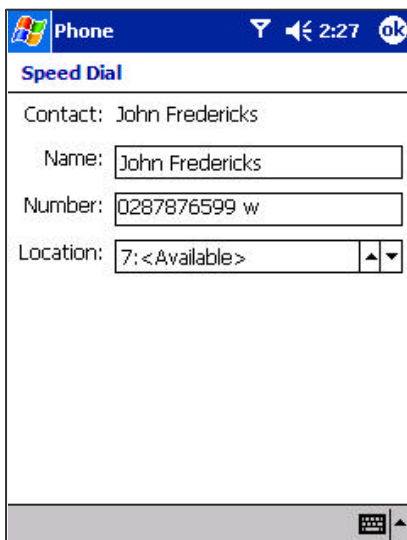 Phone 2:27 ok
Speed Dial
Contact: John Fredericks
Name: John Fredericks
Number: 0287876599 w
Location: 7:<Available>